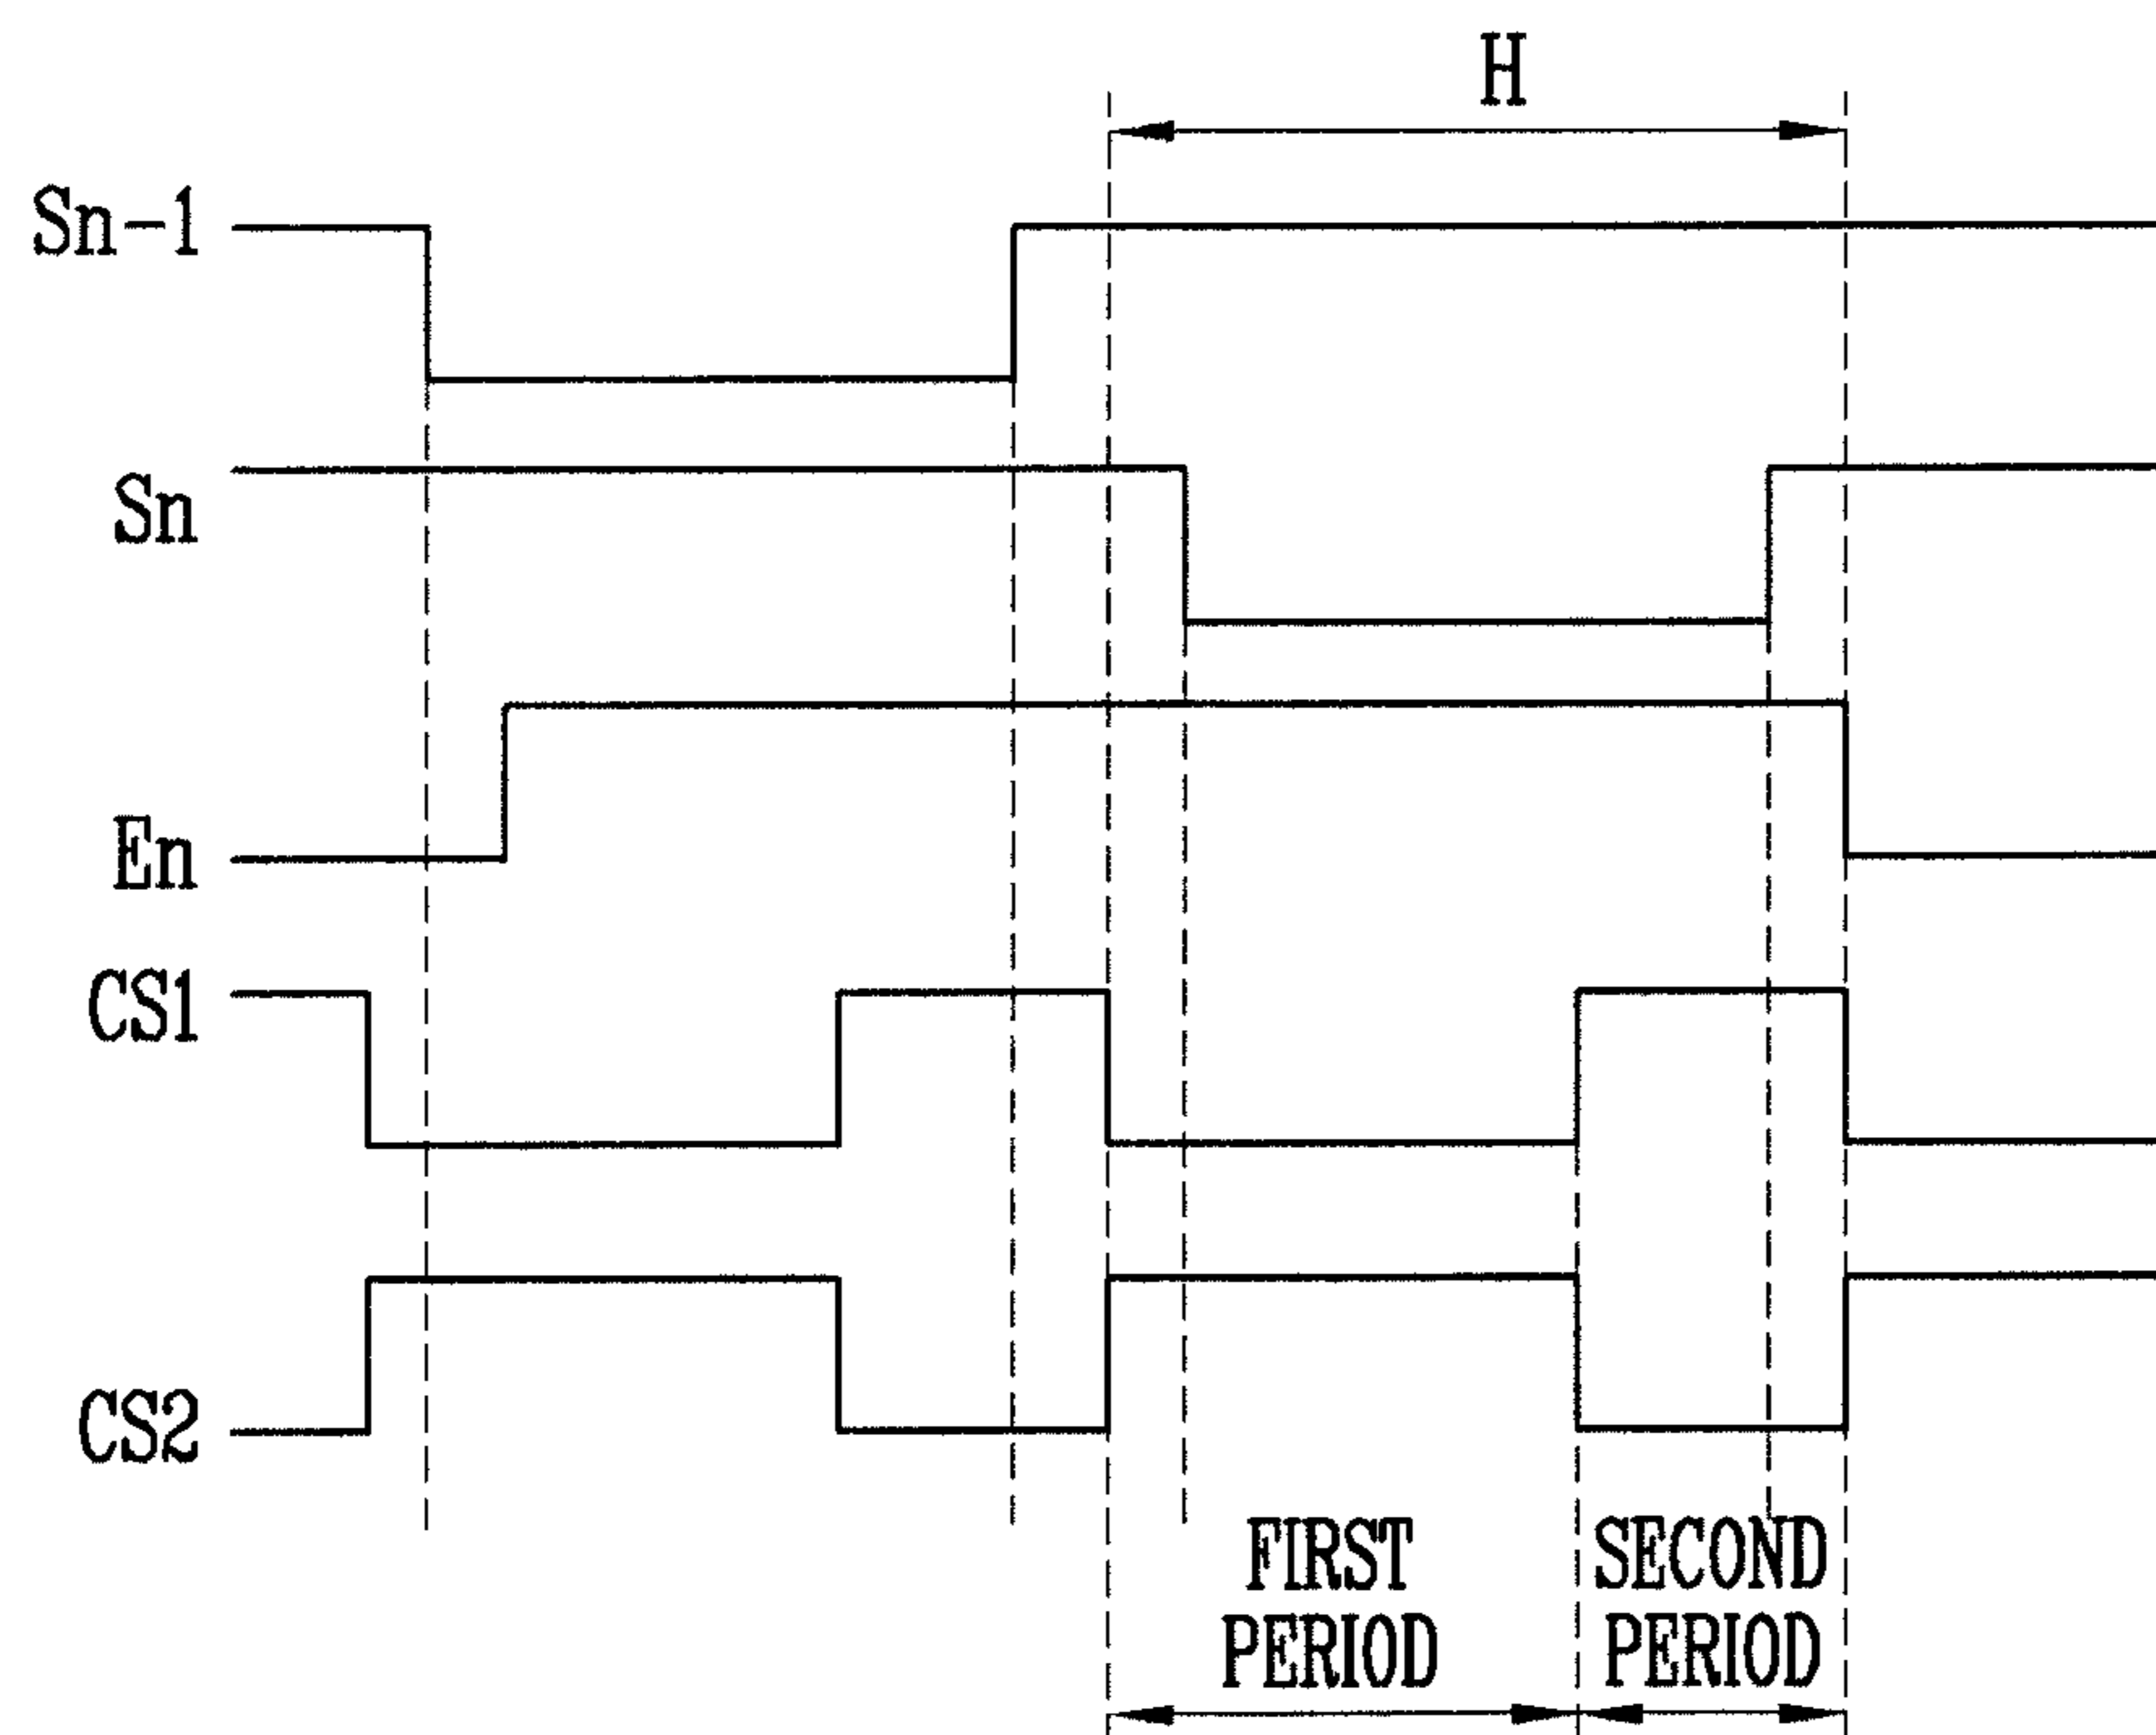 H
Sn-1
Sn
En
CS1
CS2
FIRST
PERIOD
SECOND
PERIOD